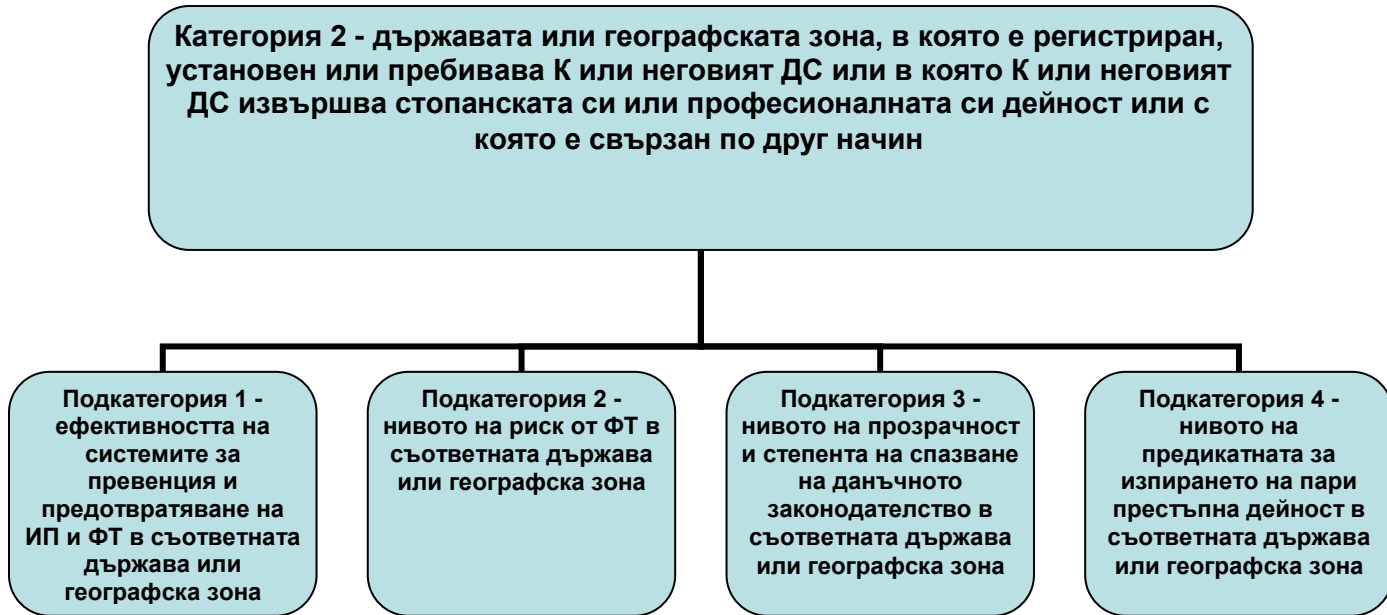 Категория 2 - държавата или географската зона, в която е регистриран,
установен или пребивава К или неговият ДС или в която К или неговият
ДС извършва стопанската си или професионалната си дейност или с
която е свързан по друг начин
Подкатегория 1 -
ефективността на
системите за
превенция и
предотвратяване на
ИП и ФТ в съответната
държава или
географска зона
Подкатегория 2 -
нивото на риск от ФТ в
съответната държава
или географска зона
Подкатегория 3 -
нивото на прозрачност
и степента на спазване
на данъчното
законодателство в
съответната държава
или географска зона
Подкатегория 4 -
нивото на
предикатната за
изпирането на пари
престъпна дейност в
съответната държава
или географска зона